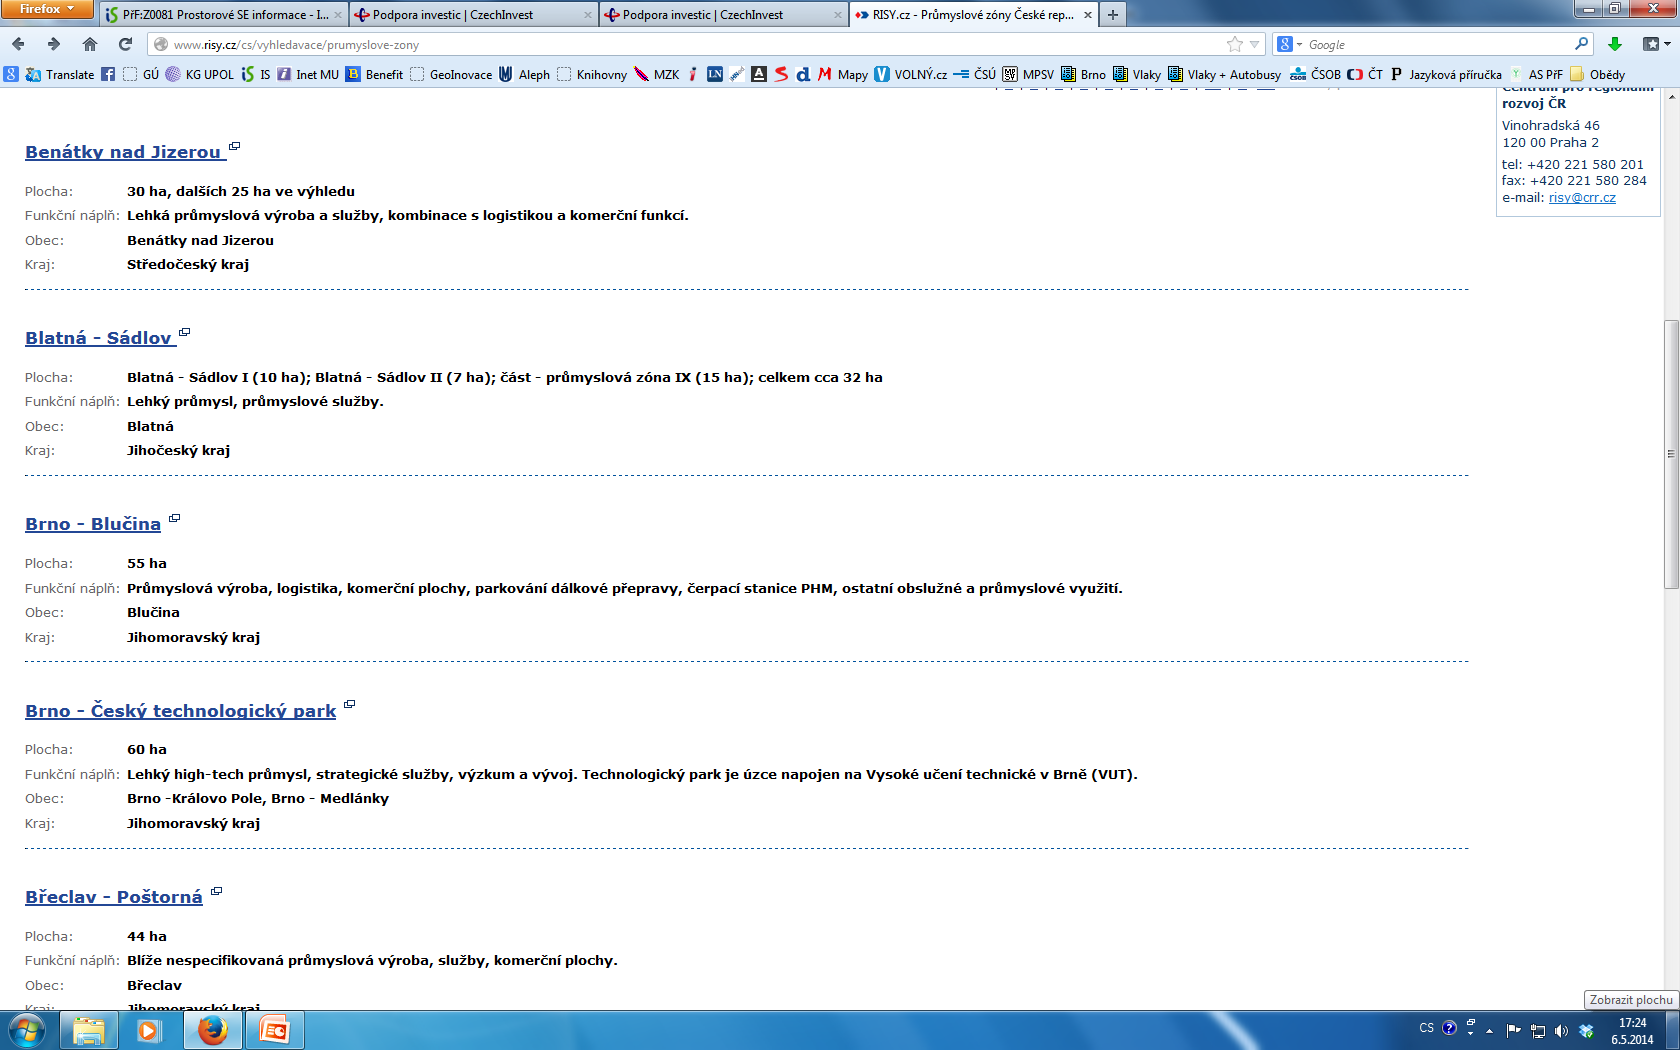 Firefox
PřF:Z0081 Prostorové SE informace - I...
Podpora investic | CzechInvest
Podpora investic | CzechInvest
RISY.cz - Průmyslové zóny České rep...
www.risy.cz/cs/vyhledavace/prumyslove-zony
Google
Translate GÚ KG UPOL IS Inet MU Benefit GeoInovace Aleph Knihovny MZK Mapy VOLNÝ.cz ČSÚ MPSV Brno Vlaky Vlaky + Autobusy ČSOB ČT Jazyková příručka AS PřF Obědy
rozvoj ČR
Vinohradská 46
120 00 Praha 2
tel: +420 221 580 201
fax: +420 221 580 284
e-mail: risy@crr.cz
Benátky nad Jizerou
Plocha: 30 ha, dalších 25 ha ve výhledu
Funkční náplň: Lehká průmyslová výroba a služby, kombinace s logistikou a komerční funkcí.
Obec: Benátky nad Jizerou
Kraj: Středočeský kraj
Blatná - Sádlov
Plocha: Blatná - Sádlov I (10 ha); Blatná - Sádlov II (7 ha); část - průmyslová zóna IX (15 ha); celkem cca 32 ha
Funkční náplň: Lehký průmysl, průmyslové služby.
Obec: Blatná
Kraj: Jihočeský kraj
Brno - Blučina
Plocha: 55 ha
Funkční náplň: Průmyslová výroba, logistika, komerční plochy, parkování dálkové přepravy, čerpací stanice PHM, ostatní obslužné a průmyslové využití.
Obec: Blučina
Kraj: Jihomoravský kraj
Brno - Český technologický park
Plocha: 60 ha
Funkční náplň: Lehký high-tech průmysl, strategické služby, výzkum a vývoj. Technologický park je úzce napojen na Vysoké učení technické v Brně (VUT).
Obec: Brno -Královo Pole, Brno - Medlánky
Kraj: Jihomoravský kraj
Břeclav - Poštorná
Plocha: 44 ha
Funkční náplň: Blíže nespecifikovaná průmyslová výroba, služby, komerční plochy.
Obec: Břeclav
Kraj: Jihomoravský kraj
Zobrazit plochu
CS
17:24
6.5.2014